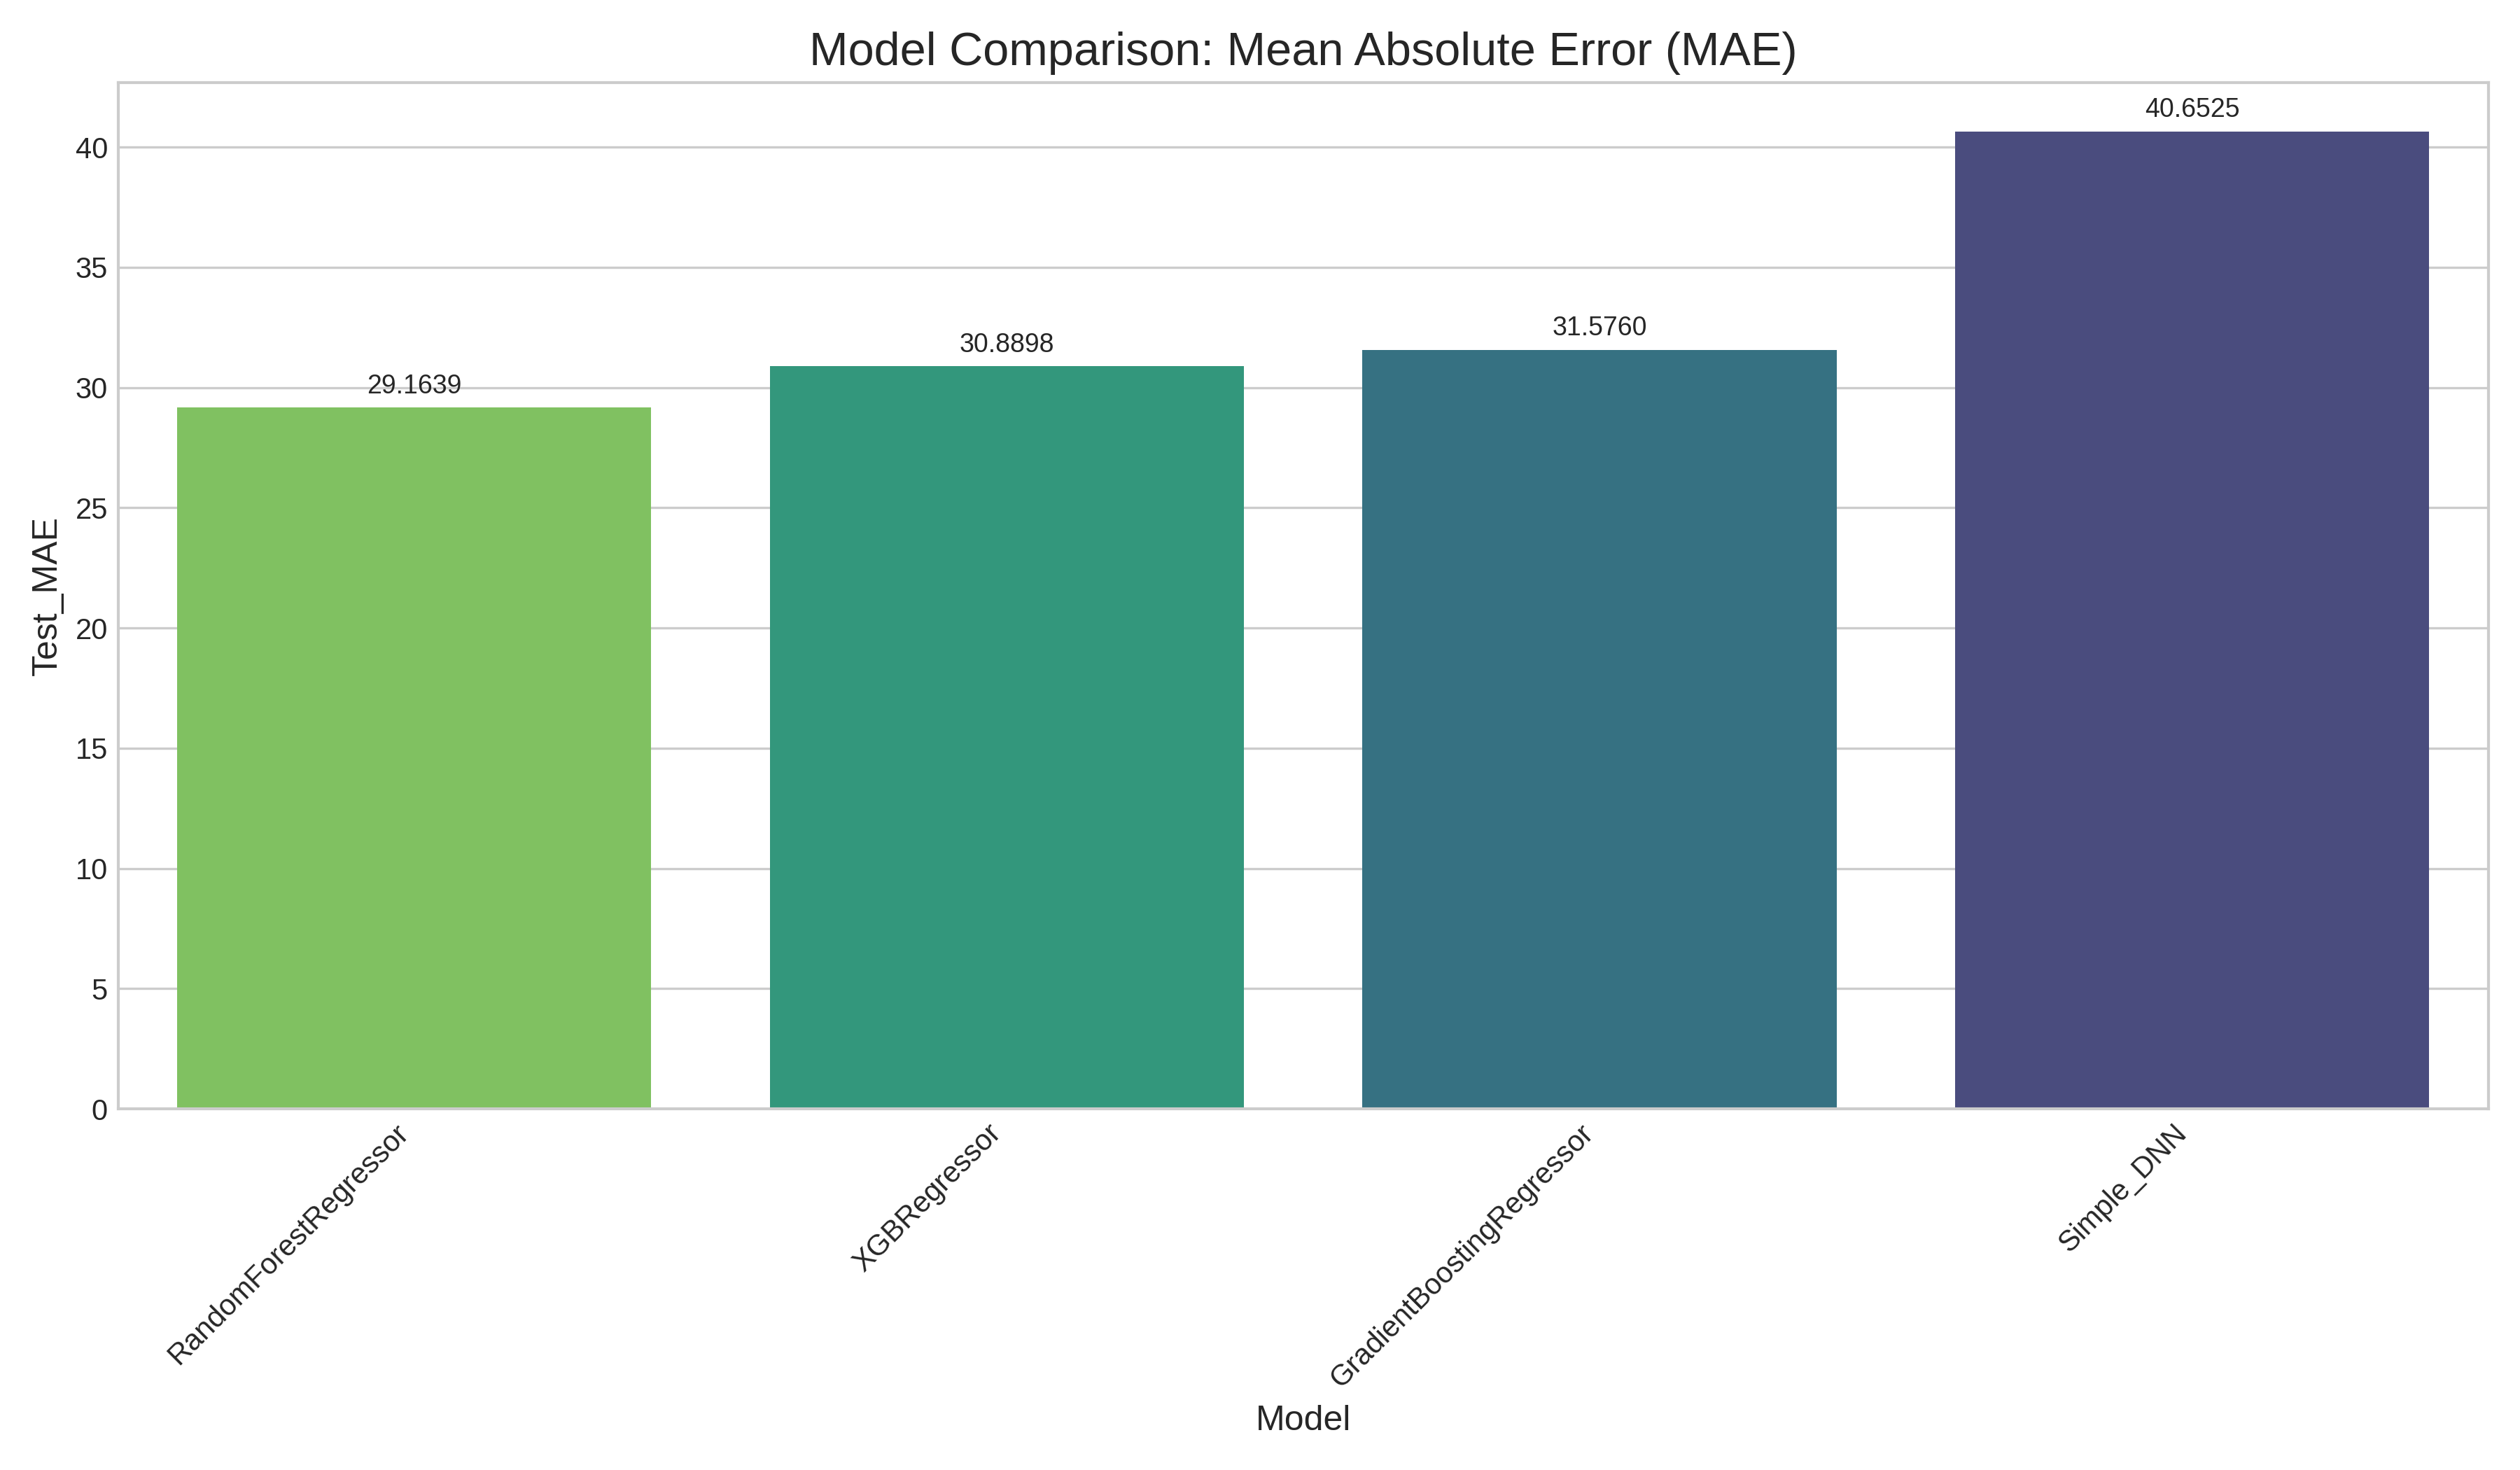 Model Comparison: Mean Absolute Error (MAE)
40.6525
31.5760
30.8898
29.1639
40
35
30
25
20
15
10
5
0
Test_MAE
RandomForestRegressor
XGBRegressor
GradientBoostingRegressor
Simple_DNN
Model